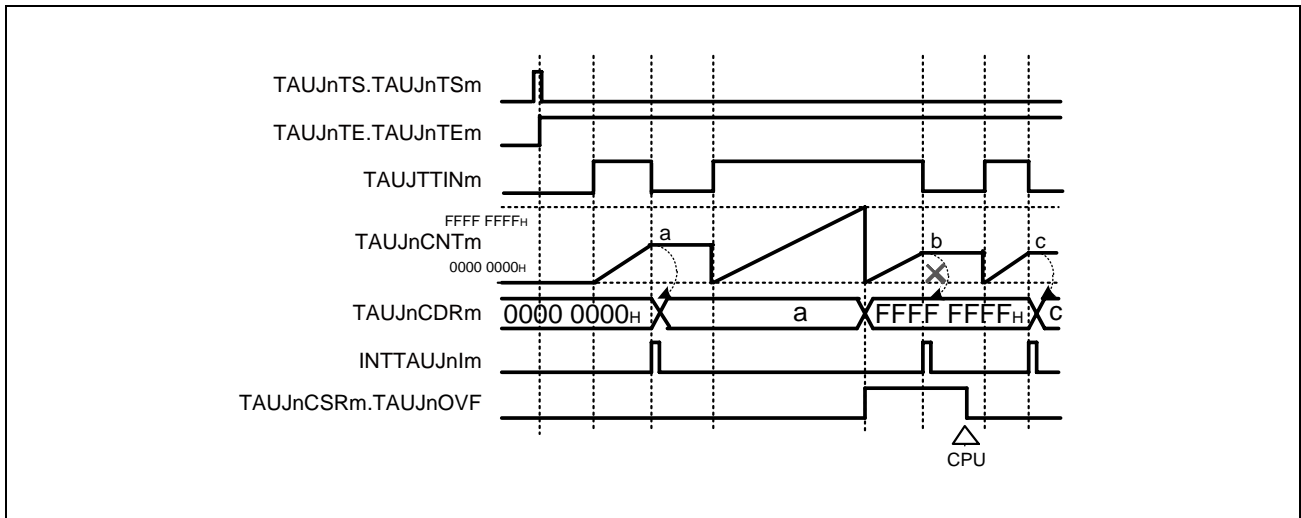 TAUJnTS.TAUJnTSm
TAUJnTE.TAUJnTEm
TAUJTTINm
FFFF FFFFH
TAUJnCNTm
0000 0000H
a
b
c
TAUJnCDRm
0000 0000H
a
FFFF FFFFH
c
INTTAUJnIm
TAUJnCSRm.TAUJnOVF
CPU